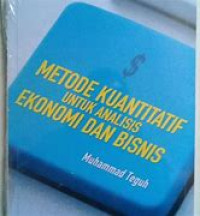 $
METODE KUANTITATIF
UNTUK ANALISIS
EKONOMI DAN BISNIS
Muhammad Teguh